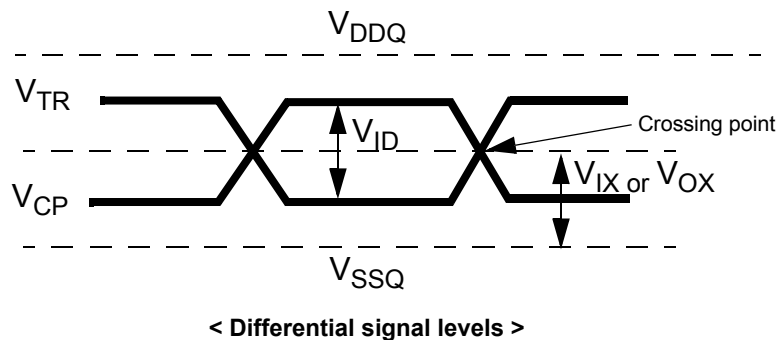 VDDQ
VTR
VID
Crossing point
VCP
VIX or VOX
VSSQ
< Differential signal levels >